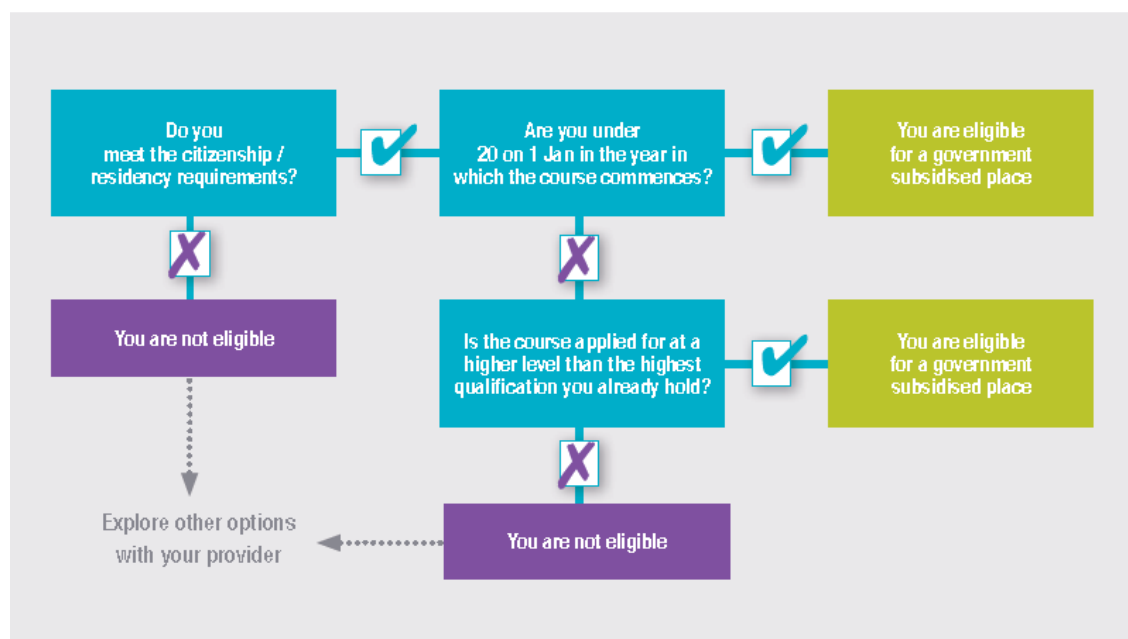 Do you
meet the citizenship /
residency requirements?
Are you under
20 on 1 Jan in the year in
which the course commences?
You are eligible
for a government
subsidised place
You are not eligible
Is the course applied for at a
higher level than the highest
qualification you already hold?
You are eligible
for a government
subsidised place
Explore other options
with your provider
You are not eligible